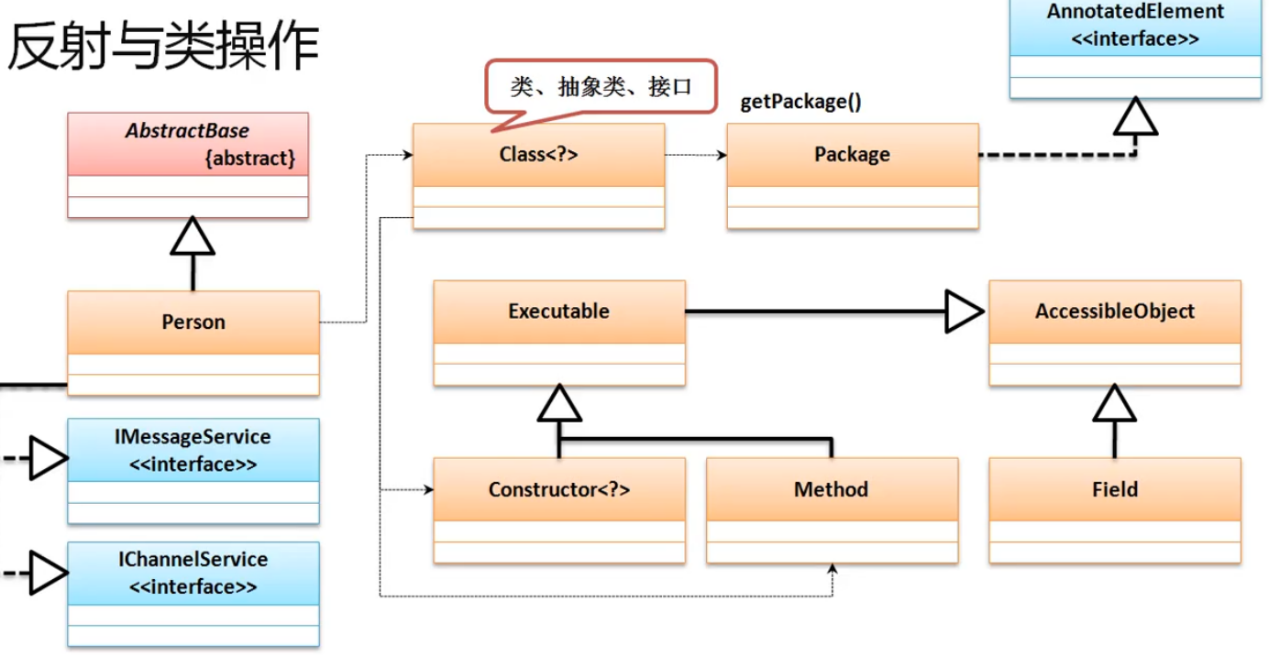 反射与类操作
AnnotatedElement
<<interface>>
类、抽象类、接口
getPackage()
AbstractBase
{abstract}
Class<?>
Package
Person
Executable
AccessibleObject
IMessageService
<<interface>>
Constructor<?>
Method
Field
IChannelService
<<interface>>